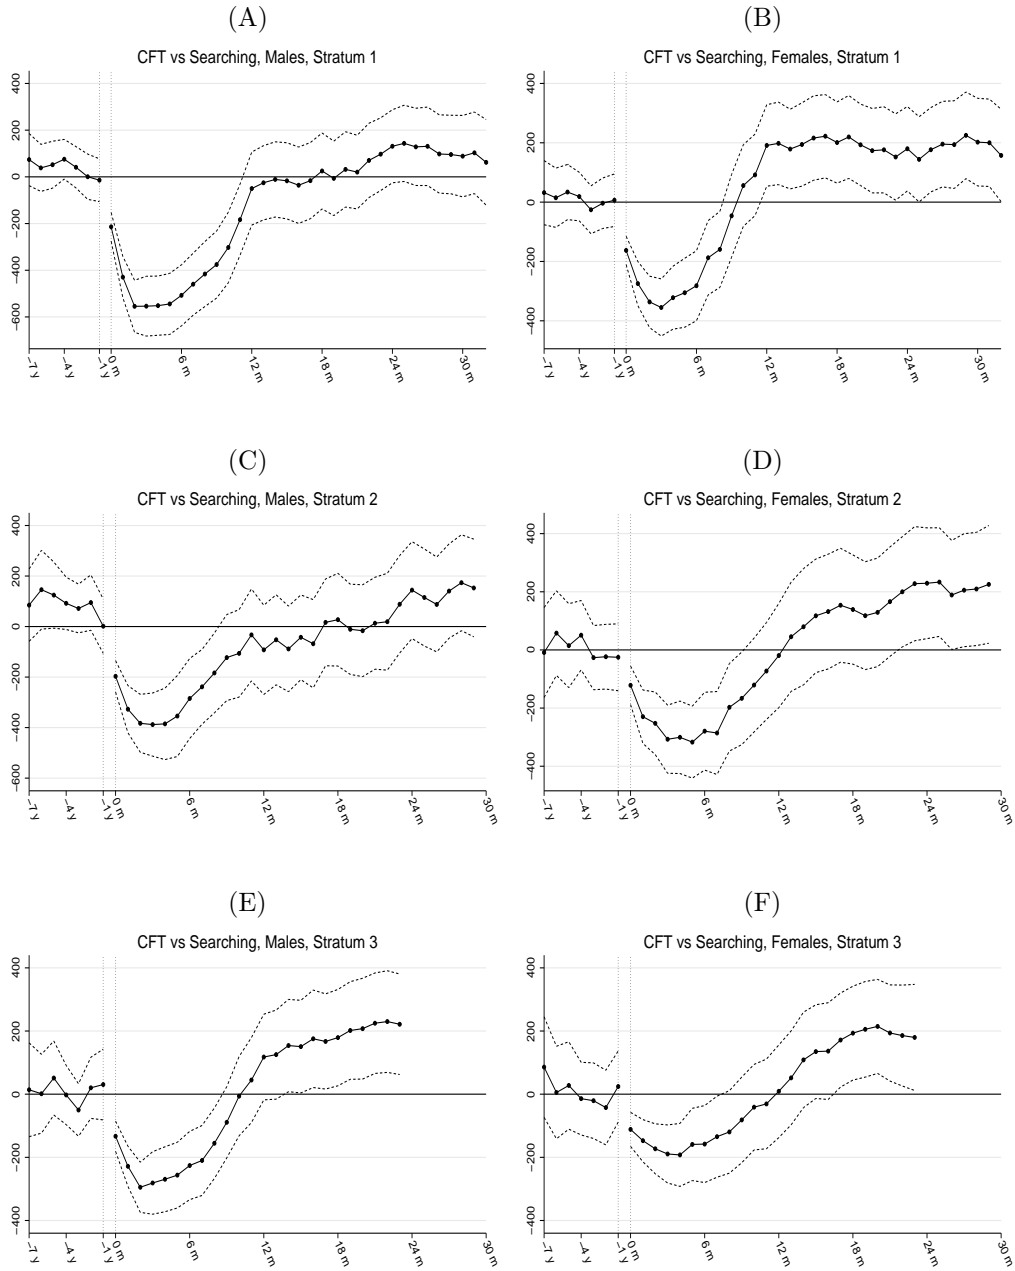 (A)
CFT vs Searching, Males, Stratum 1
400
200
0
−200
−400
−600
−7 y
−4 y
−1 y
0 m
6 m
12 m
18 m
24 m
30 m
(B)
CFT vs Searching, Females, Stratum 1
400
200
0
−200
−400
−7 y
−4 y
−1 y
0 m
6 m
12 m
18 m
24 m
30 m
(C)
CFT vs Searching, Males, Stratum 2
400
200
0
−200
−400
−600
−7 y
−4 y
−1 y
0 m
6 m
12 m
18 m
24 m
30 m
(D)
CFT vs Searching, Females, Stratum 2
400
200
0
−200
−400
−7 y
−4 y
−1 y
0 m
6 m
12 m
18 m
24 m
30 m
(E)
CFT vs Searching, Males, Stratum 3
400
200
0
−200
−400
−7 y
−4 y
−1 y
0 m
6 m
12 m
18 m
24 m
30 m
(F)
CFT vs Searching, Females, Stratum 3
400
200
0
−200
−400
−7 y
−4 y
−1 y
0 m
6 m
12 m
18 m
24 m
30 m